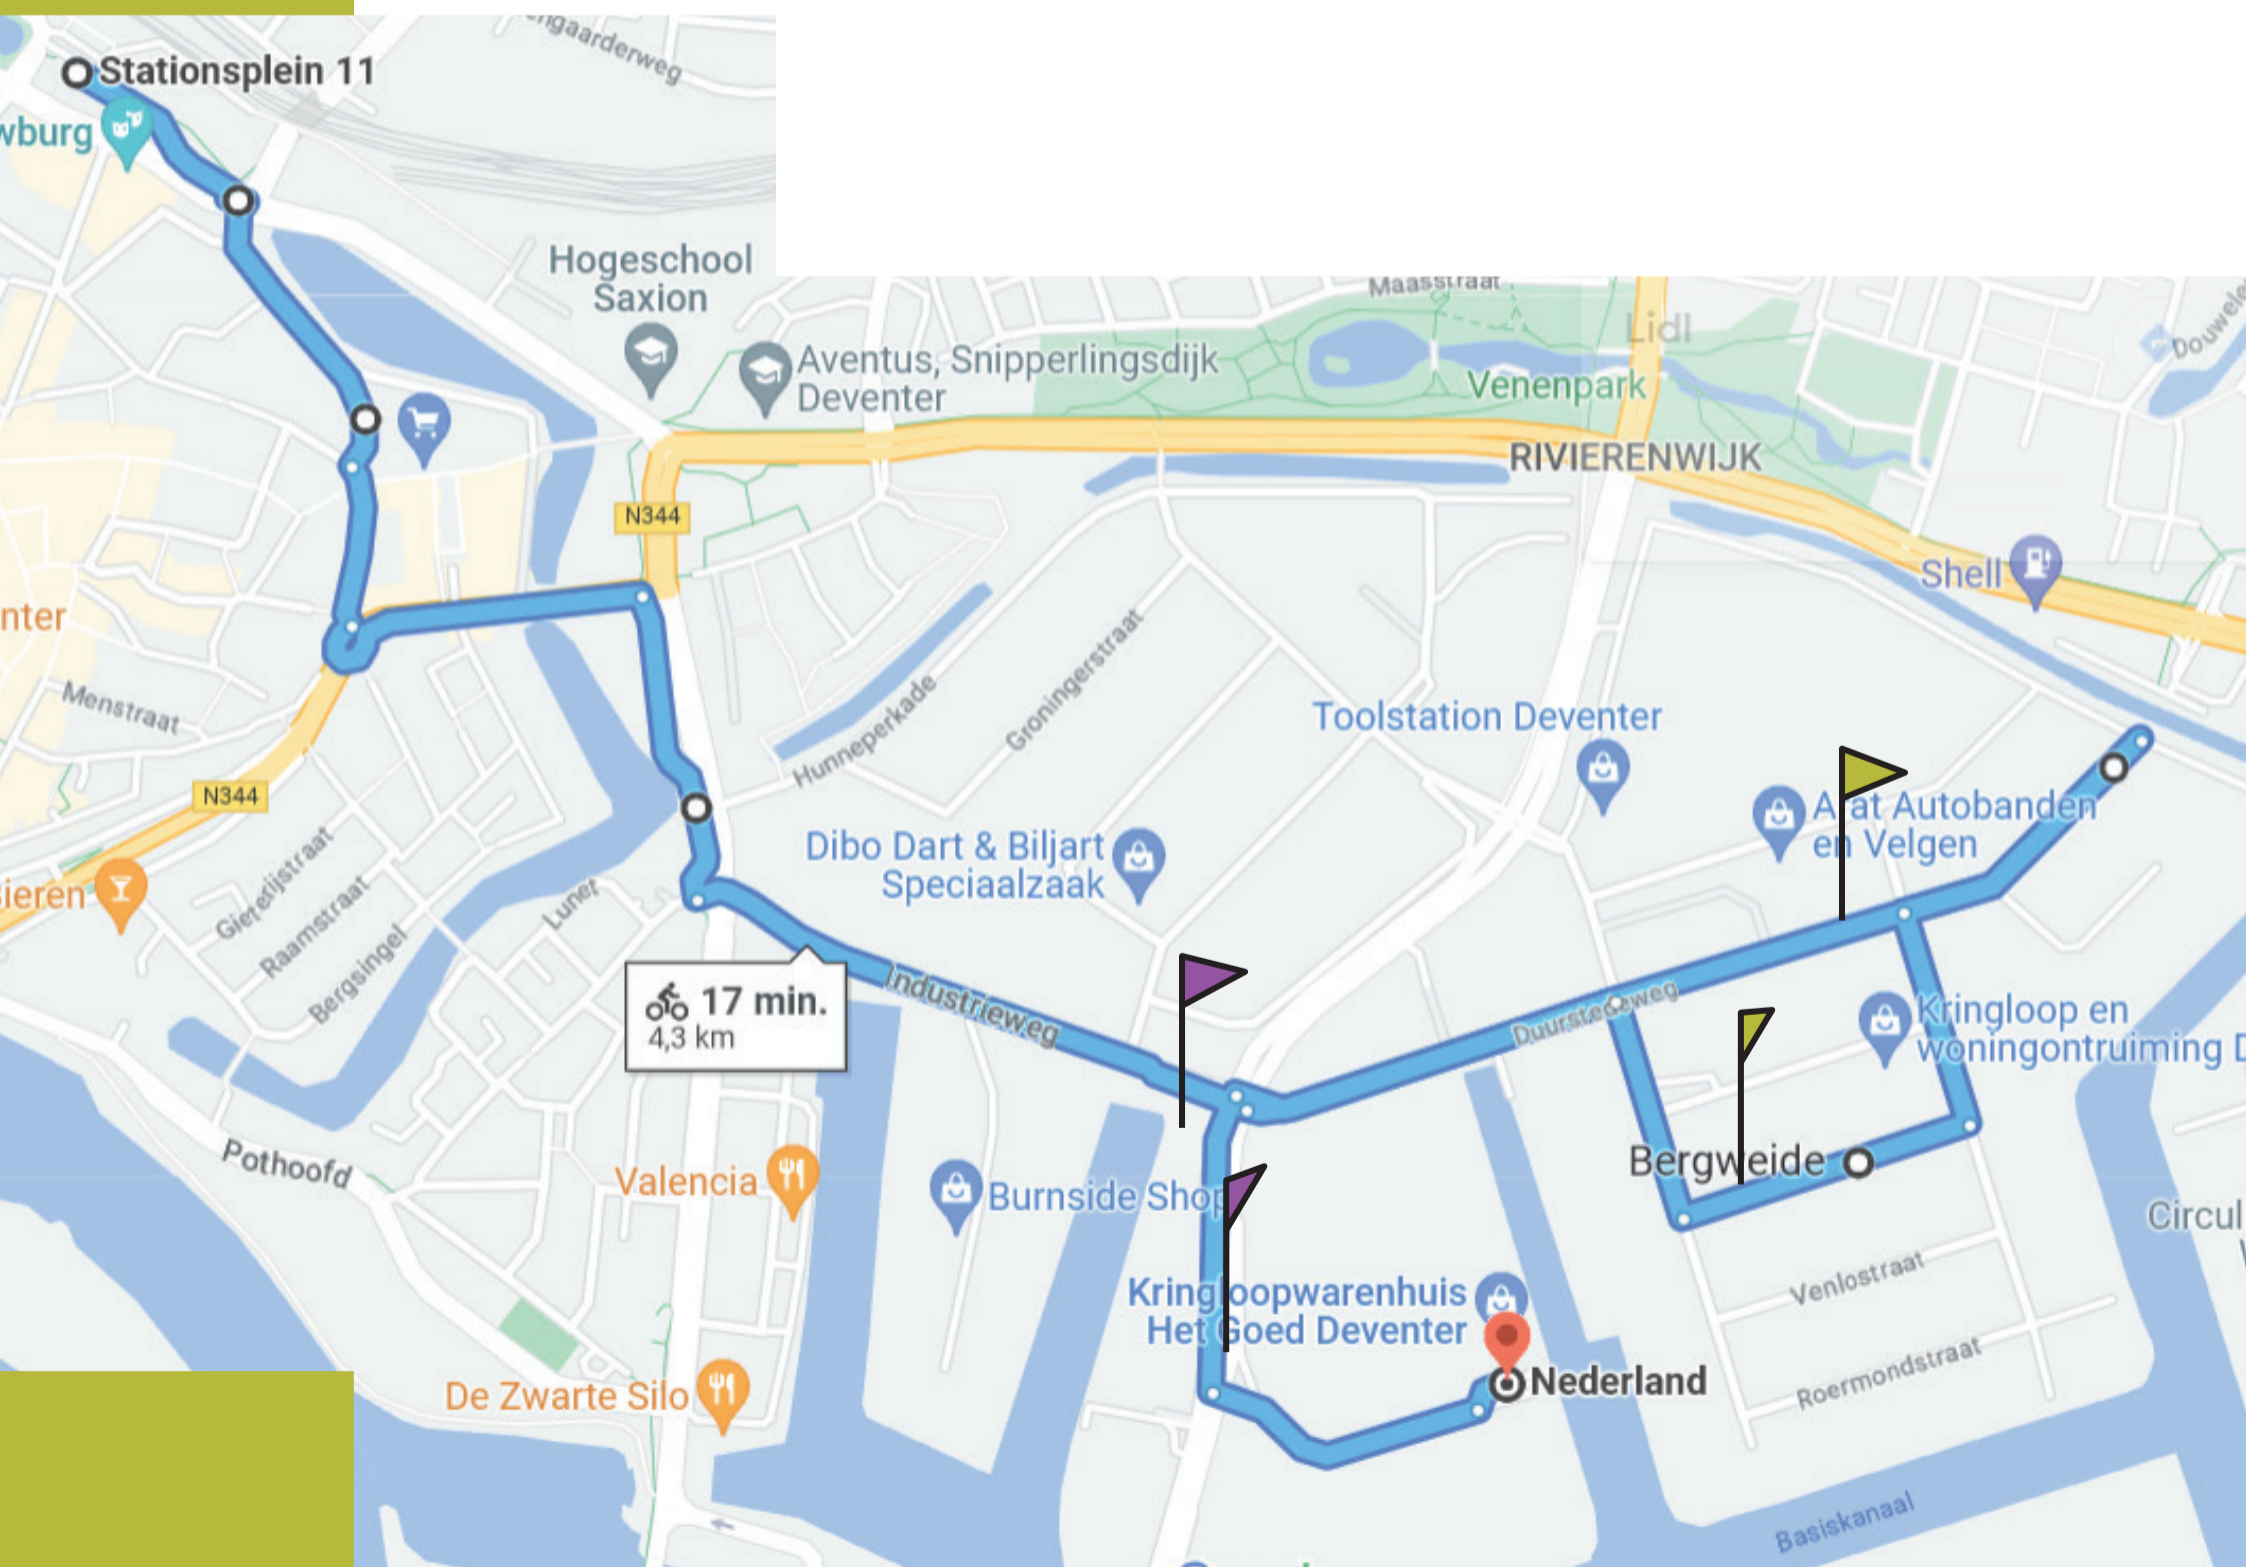 Stationsplein 11
wburg
ngaarderweg
Hogeschool
Saxion
Aventus, Snipperlingsdijk
Deventer
Maasstraat
Lidl
Venenpark
RIVIERENWIJK
Douwele
N344
Shell
nter
Menstraat
Hunneperkade
Groningerstraat
Toolstation Deventer
N344
Dibo Dart & Biljart
Speciaalzaak
A at Autobanden
en Velgen
ieren
Gieterijstraat
Raamstraat
Bergsingel
Lunet
17 min.
4,3 km
Industrieweg
Duurstedeweg
Kringloop en
woningontruiming D
Pothoofd
Valencia
Burnside Shop
Bergweide
Circul
Venlostraat
Kringloopwarenhuis
Het Goed Deventer
Nederland
Roermondstraat
De Zwarte Silo
Basiskanaal